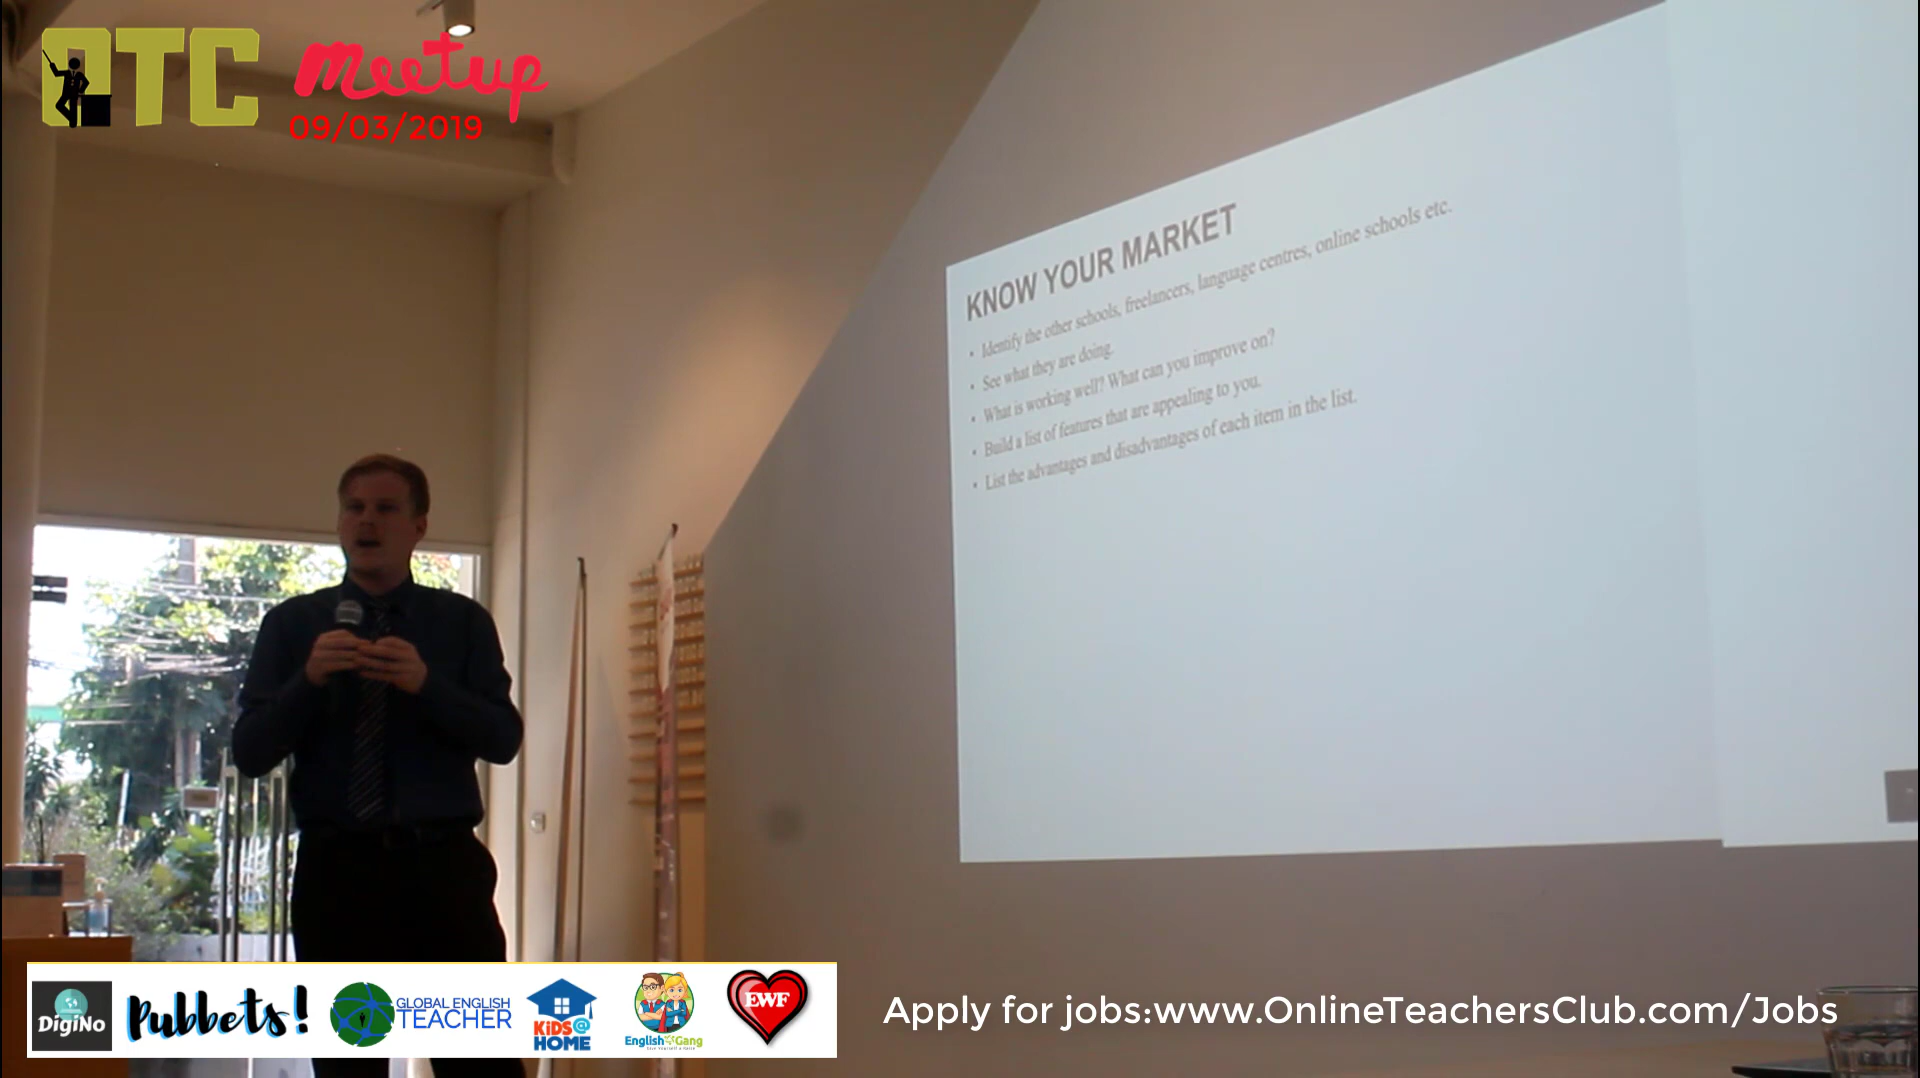 OTC
meetup
09/03/2019
KNOW YOUR MARKET
• Identify the other schools, freelancers, language centres, online schools etc.
• See what they are doing.
• What is working well? What can you improve on?
• Build a list of features that are appealing to you.
• List the advantages and disadvantages of each item in the list.
DigiNo
Pubbets!
GLOBAL ENGLISH
TEACHER
KiDS@
HOME
English Gang
EWF
Apply for jobs:www.OnlineTeachersClub.com/Jobs